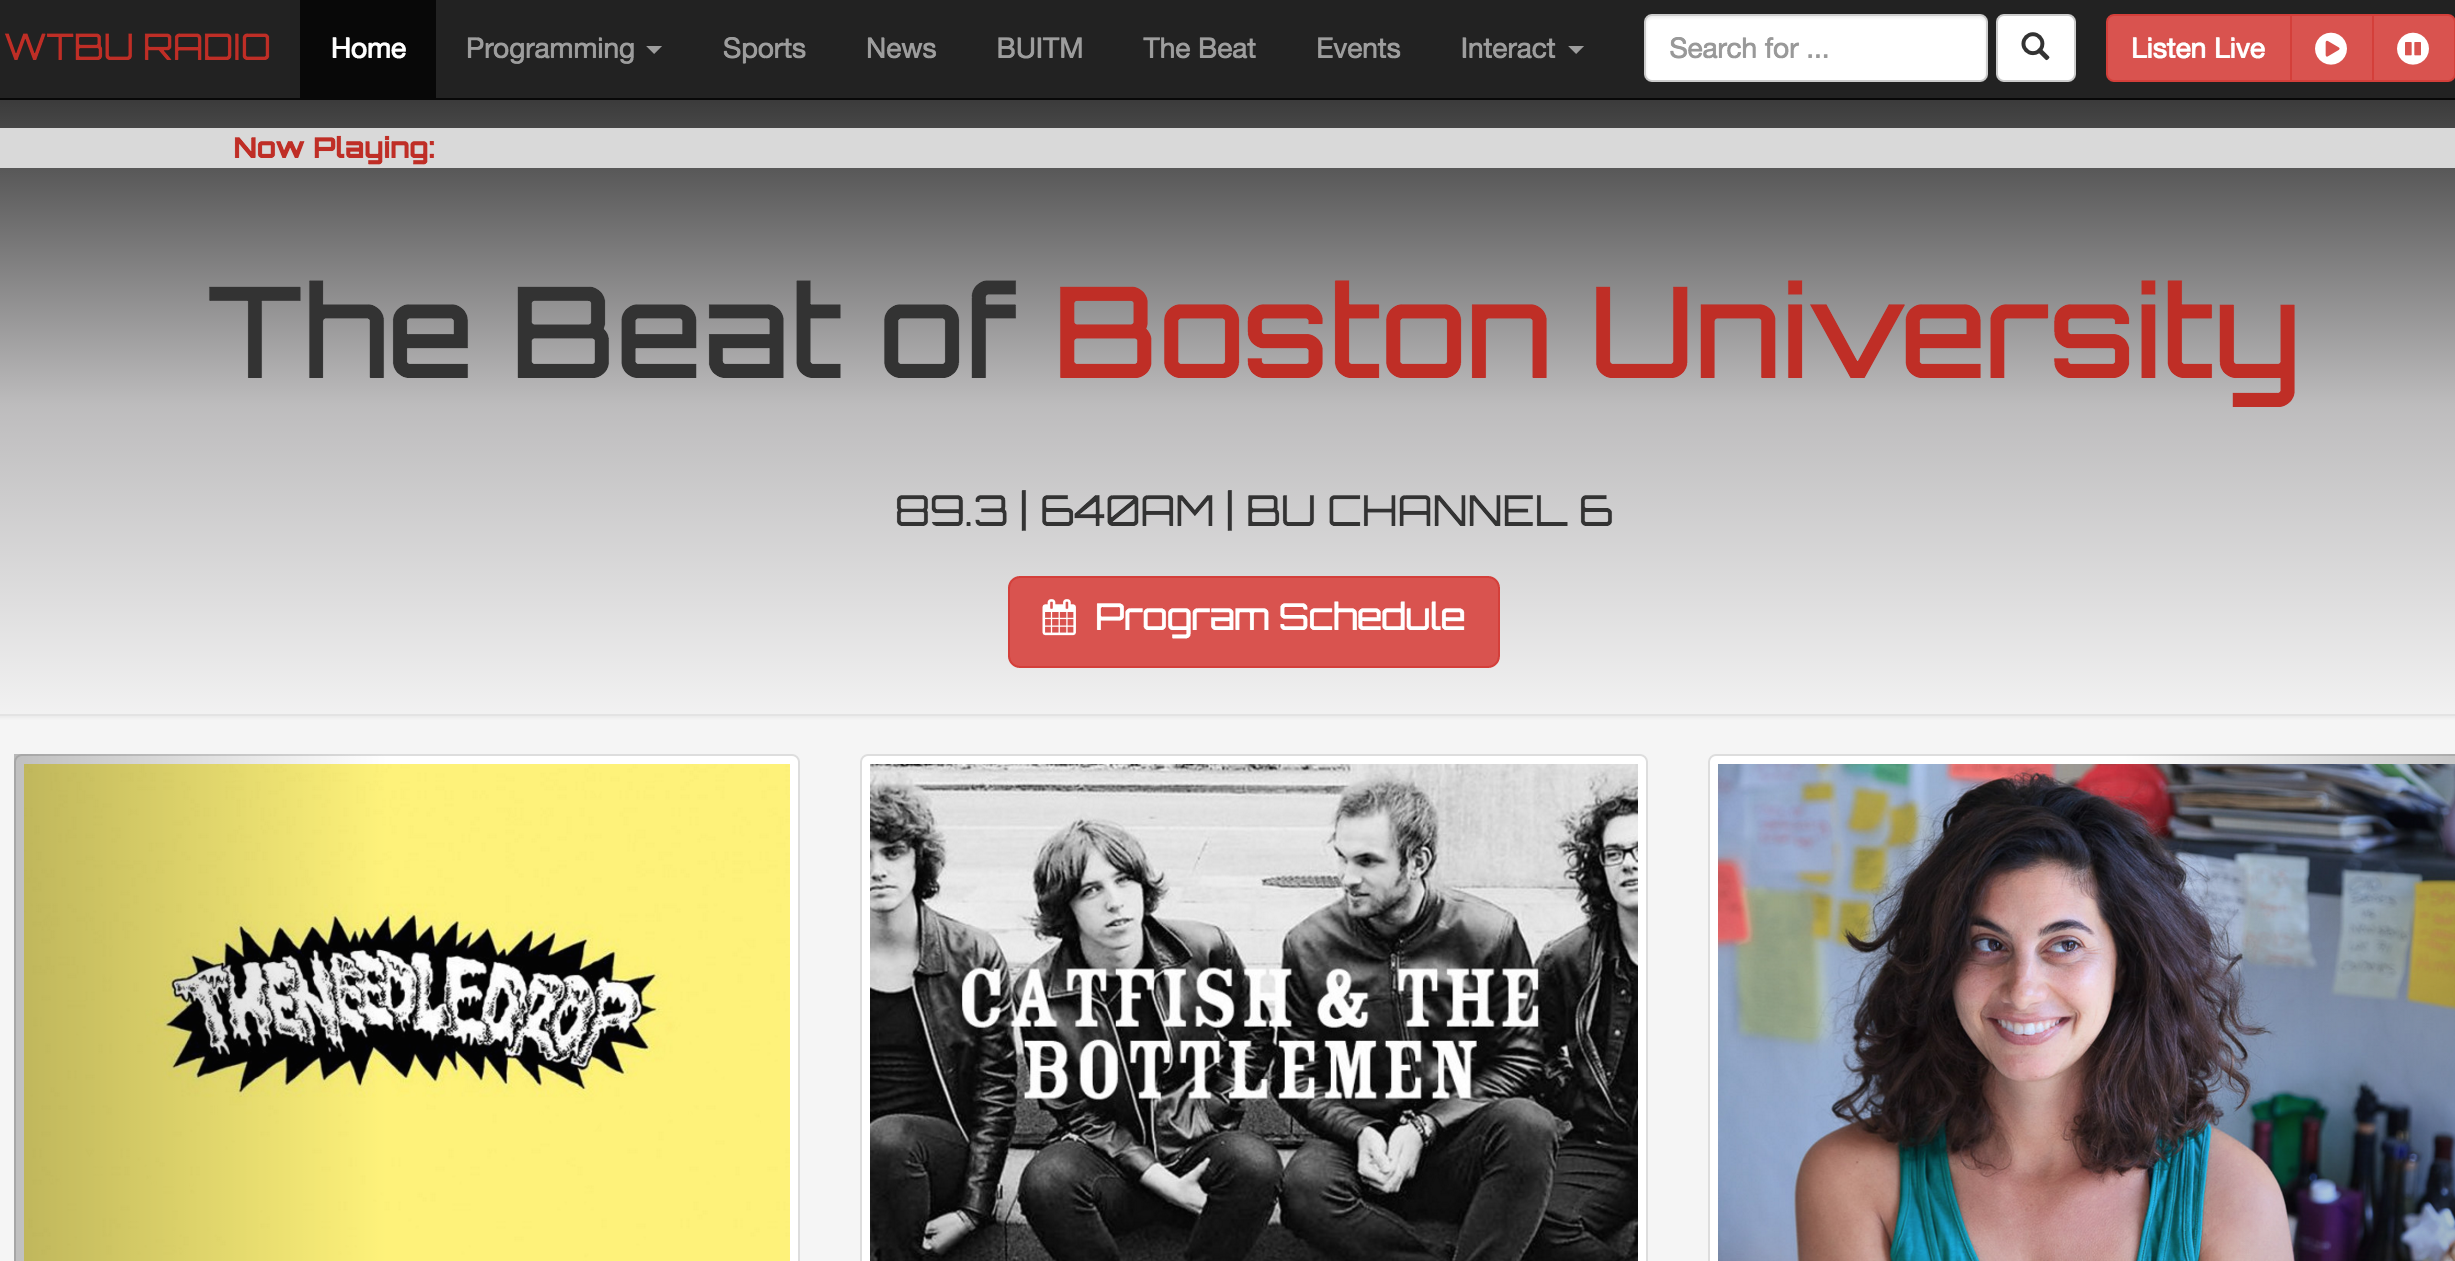 WTBU RADIO
Home
Programming
Sports
News
BUITM
The Beat
Events
Interact
Search for ...
Listen Live
Now Playing:
The Beat of Boston University
89.3 | 640AM | BU CHANNEL 6
Program Schedule
THENEEDLEDROP
CATFISH & THE
BOTTLEMEN